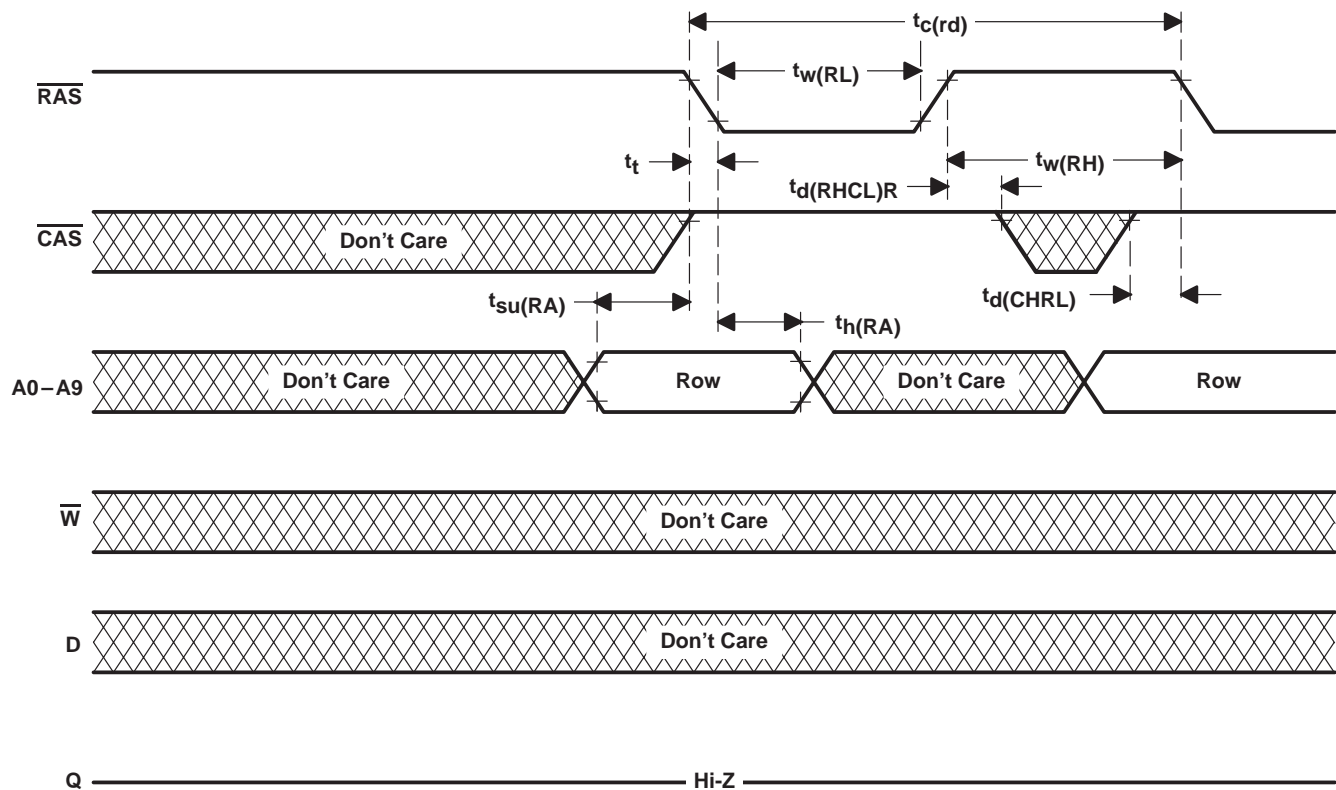 tc(rd)
tw(RL)
RAS
tt
tw(RH)
td(RHCL)R
CAS
Don't Care
tsu(RA)
td(CHRL)
th(RA)
A0–A9
Don't Care
Row
Don't Care
Row
W
Don't Care
D
Don't Care
Q
Hi-Z